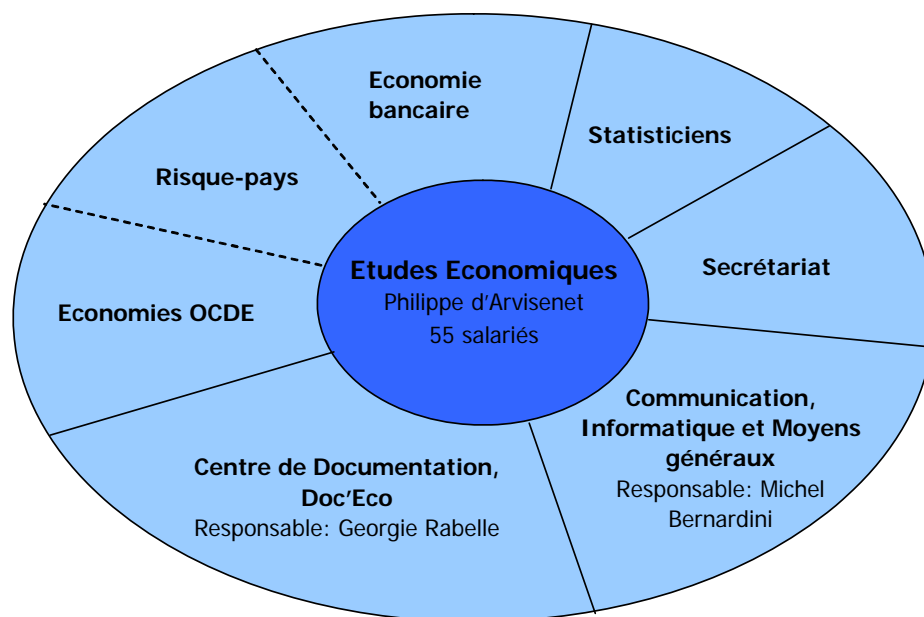 Economie
bancaire
Statisticiens
Risque-pays
Secrétariat
Etudes Economiques
Philippe d'Arvisenet
55 salariés
Economies OCDE
Communication,
Informatique et Moyens
généraux
Responsable: Michel
Bernardini
Centre de Documentation,
Doc'Eco
Responsable: Georgie Rabelle